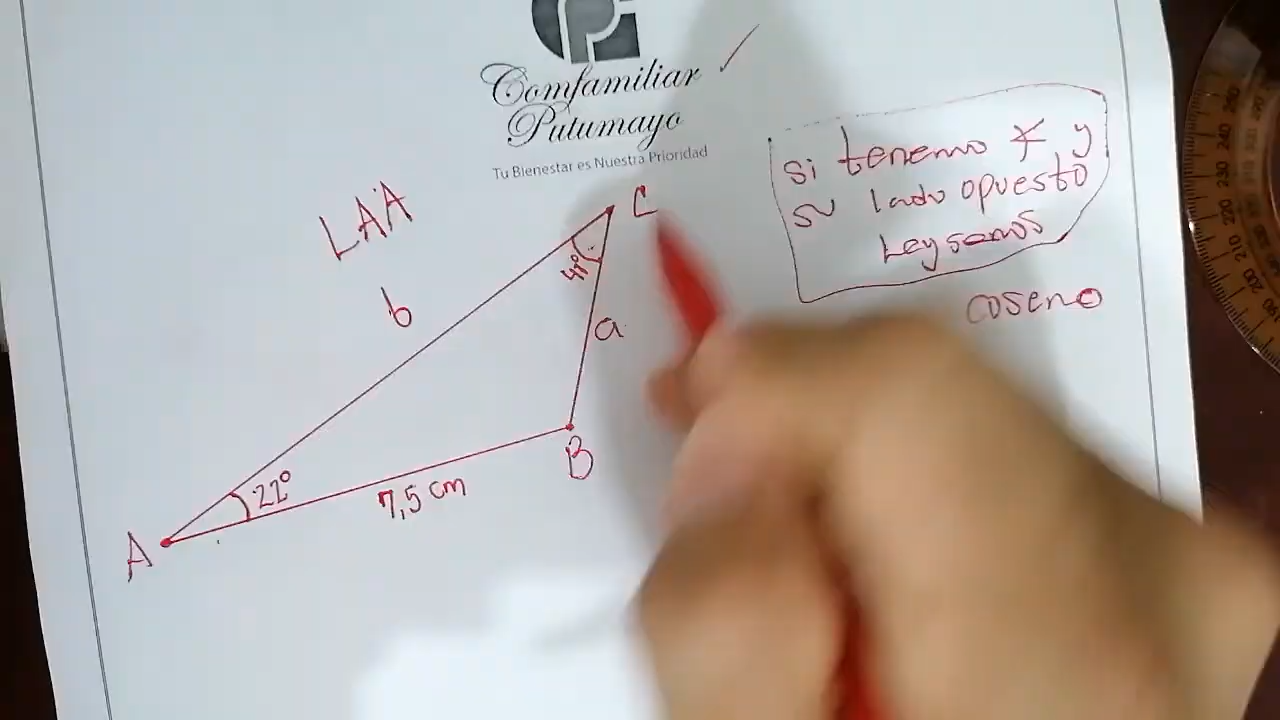 Comfamiliar
Putumayo
Tu Bienestar es Nuestra Prioridad
si tenemo ∡ y
su lado opuesto
Ley senos
coseno
LAA
C
41°
b
a
22°
7,5 cm
B
A